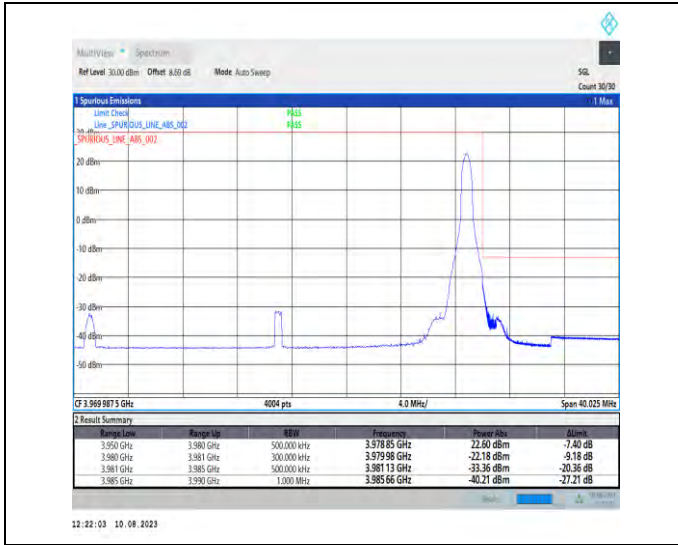 MultiView Spectrum
Ref Level 30.00 dBm Offset 8.69 dB Mode Auto Sweep SGL
Count 30/30
1 Spurious Emissions 1 Max
Limit Check PASS
Line _SPURIOUS_LINE_ABS_002 PASS
_SPURIOUS_LINE_ABS_002
20 dBm
10 dBm
0 dBm
-10 dBm
-20 dBm
-30 dBm
-40 dBm
-50 dBm
CF 3.969 987 5 GHz 4004 pts 4.0 MHz/ Span 40.025 MHz
2 Result Summary
Range Low Range Up RBW Frequency Power Abs ΔLimit
3.950 GHz 3.980 GHz 500.000 kHz 3.978 85 GHz 22.60 dBm -7.40 dB
3.980 GHz 3.981 GHz 300.000 kHz 3.979 98 GHz -22.18 dBm -9.18 dB
3.981 GHz 3.985 GHz 500.000 kHz 3.981 13 GHz -33.36 dBm -20.36 dB
3.985 GHz 3.990 GHz 1.000 MHz 3.985 66 GHz -40.21 dBm -27.21 dB
12:22:03 10.08.2023